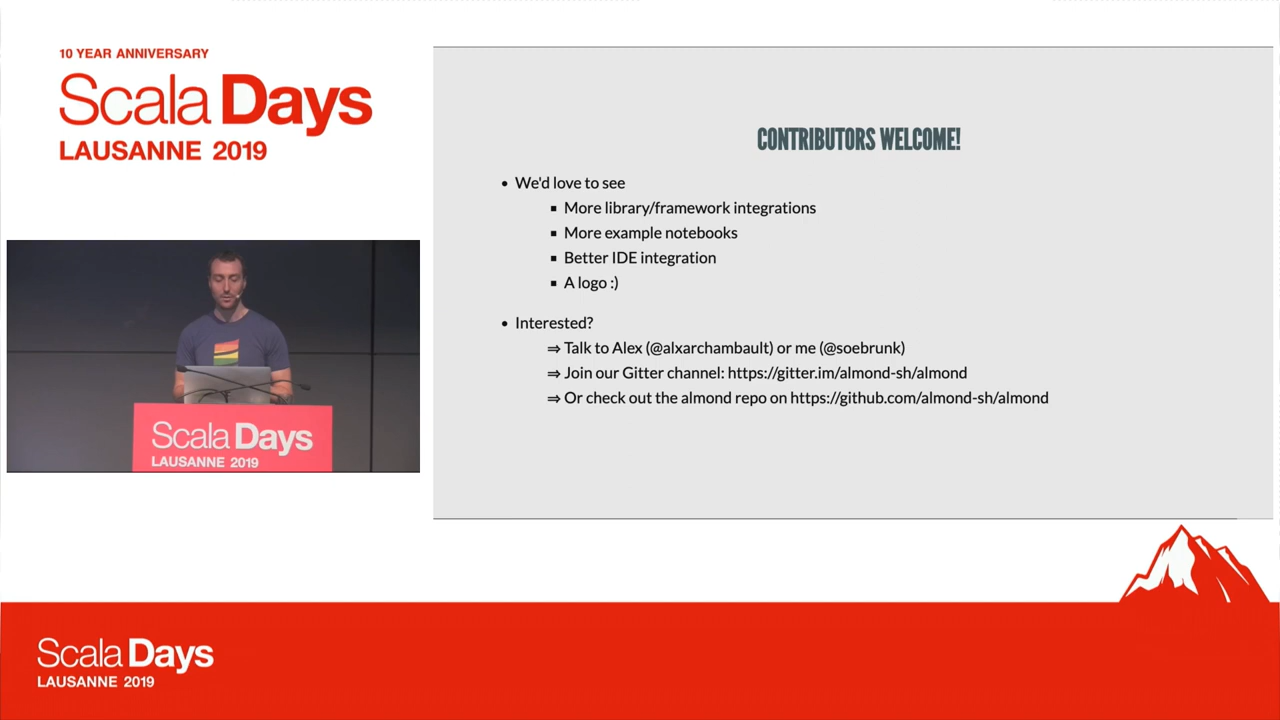 10 YEAR ANNIVERSARY
Scala Days
LAUSANNE 2019
CONTRIBUTORS WELCOME!
• We'd love to see
▪ More library/framework integrations
▪ More example notebooks
▪ Better IDE integration
▪ A logo :)
• Interested?
⇒ Talk to Alex (@alxarchambault) or me (@soebrunk)
⇒ Join our Gitter channel: https://gitter.im/almond-sh/almond
⇒ Or check out the almond repo on https://github.com/almond-sh/almond
Scala Days
LAUSANNE 2019
Scala Days
LAUSANNE 2019